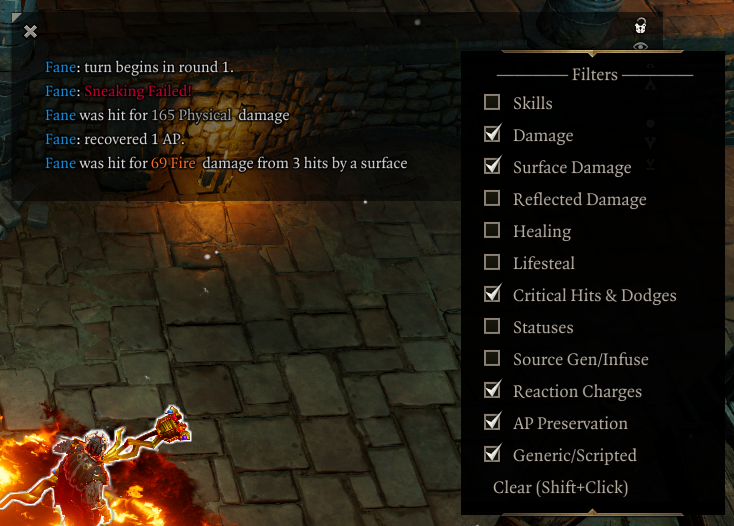 Fane: turn begins in round 1.
Fane: Sneaking Failed!
Fane was hit for 165 Physical damage
Fane: recovered 1 AP.
Fane was hit for 69 Fire damage from 3 hits by a surface
Filters
Skills
Damage
Surface Damage
Reflected Damage
Healing
Lifesteal
Critical Hits & Dodges
Statuses
Source Gen/Infuse
Reaction Charges
AP Preservation
Generic/Scripted
Clear (Shift+Click)